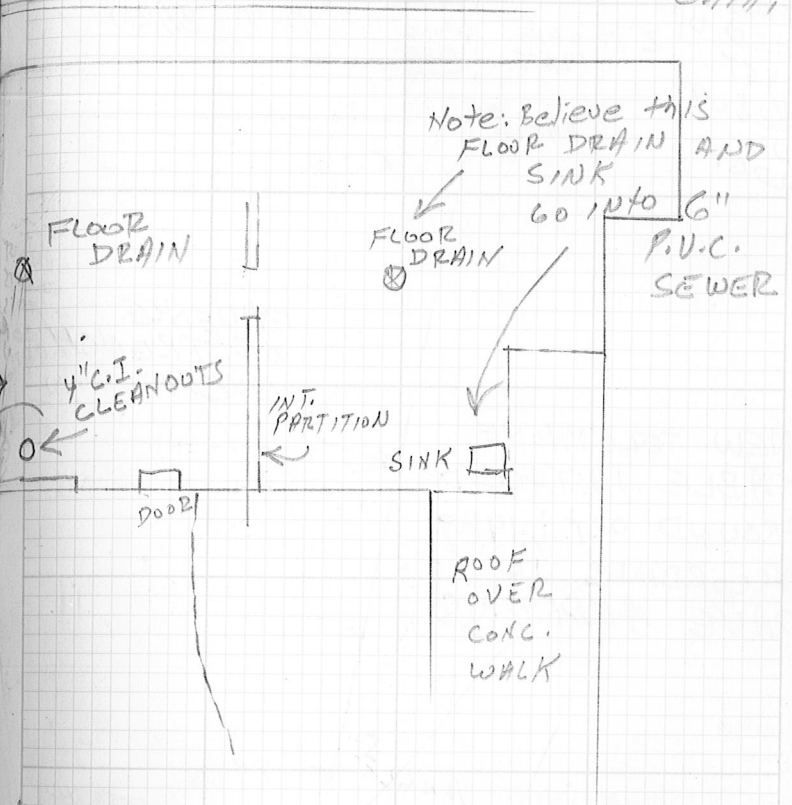 Note: Believe this
FLOOR DRAIN AND
SINK
GO INTO 6"
P.V.C.
SEWER
FLOOR
DRAIN
FLOOR
DRAIN
4" C.I.
CLEANOUTS
INT.
PARTITION
SINK
DOOR
ROOF
OVER
CONC.
WALK